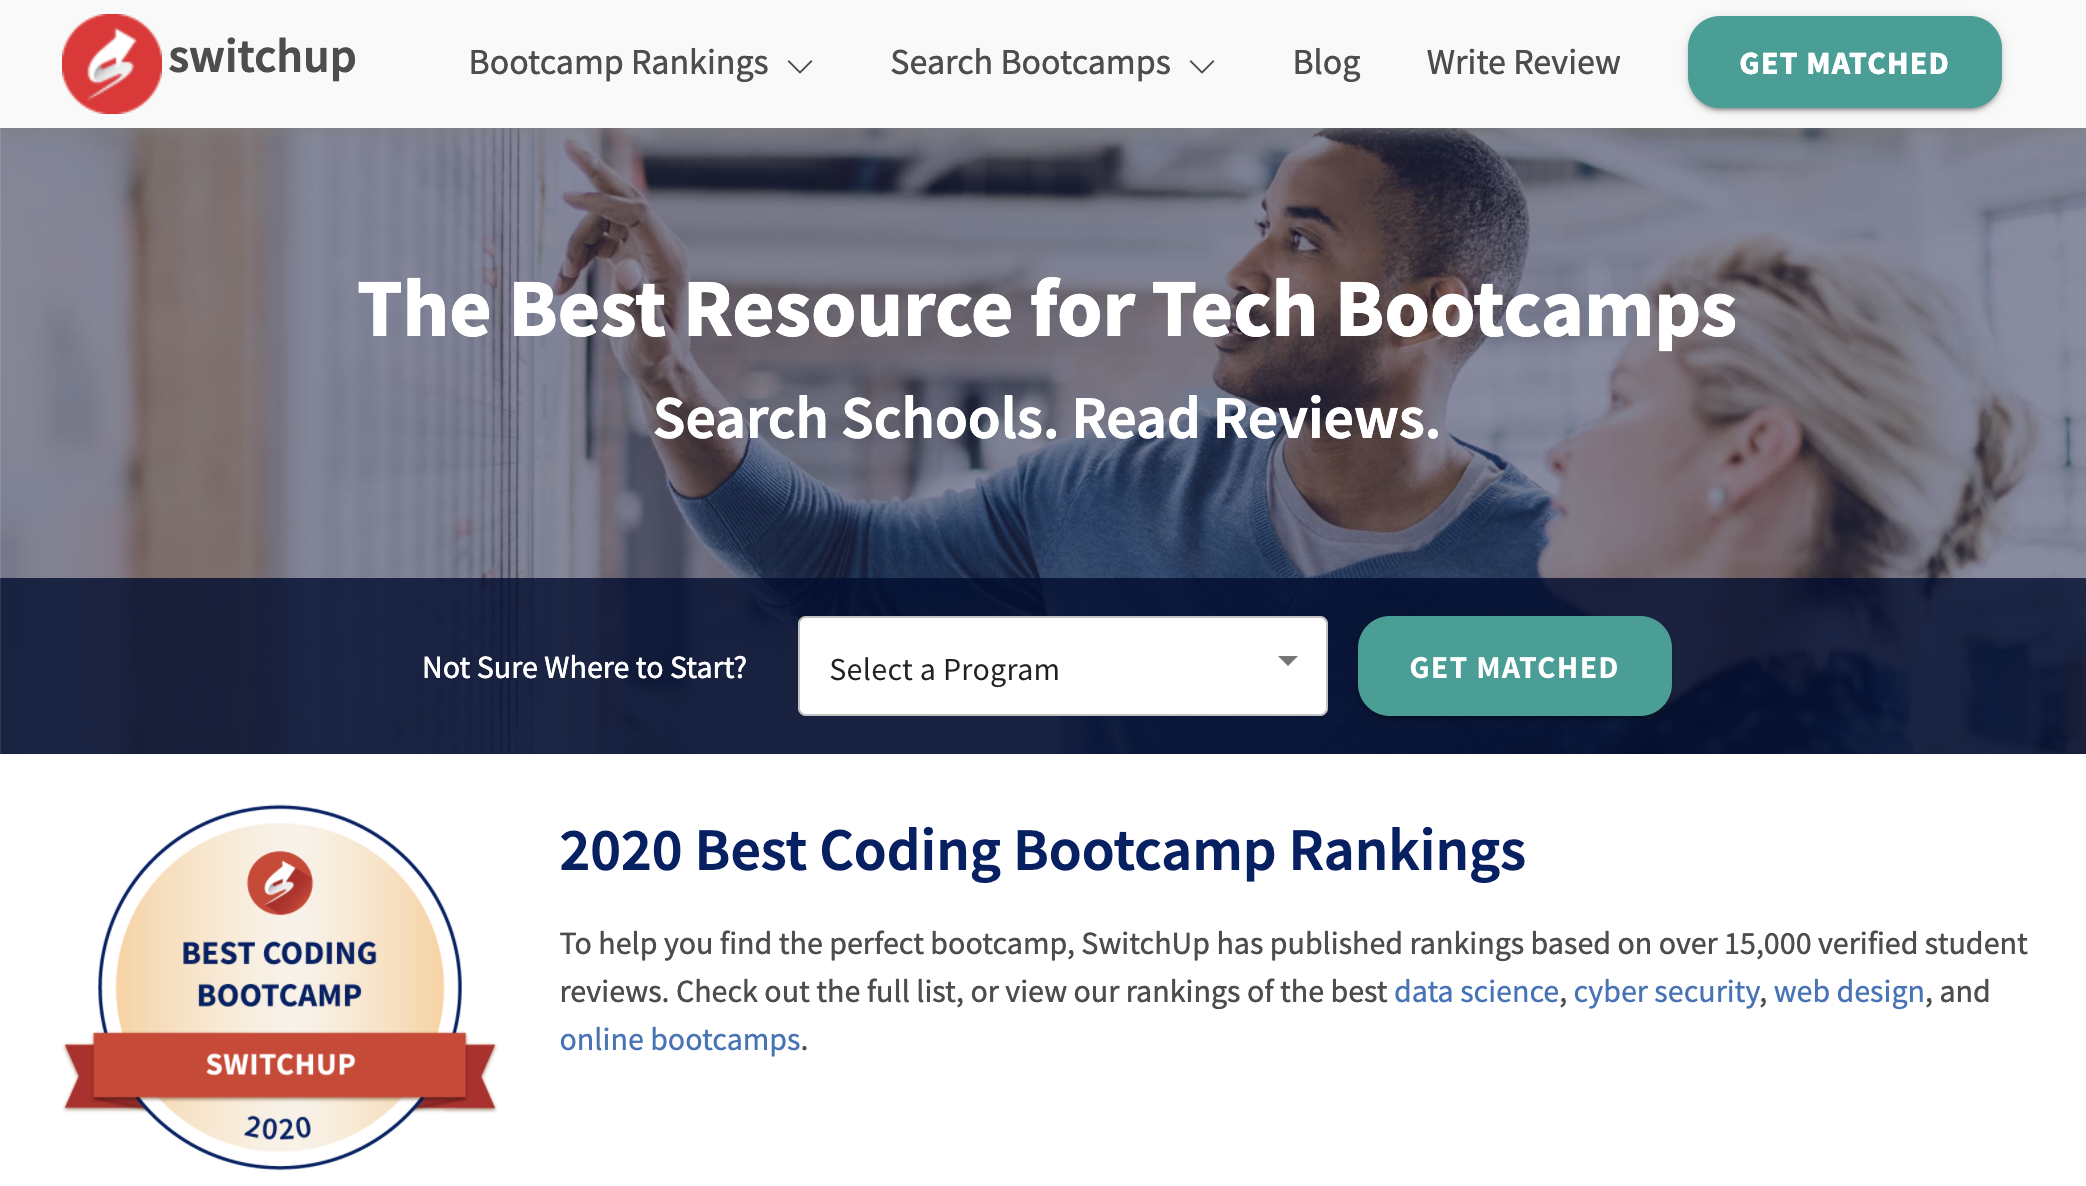 switchup
Bootcamp Rankings
Search Bootcamps
Blog
Write Review
GET MATCHED
The Best Resource for Tech Bootcamps
Search Schools. Read Reviews.
Not Sure Where to Start?
Select a Program
GET MATCHED
BEST CODING
BOOTCAMP
SWITCHUP
2020
2020 Best Coding Bootcamp Rankings
To help you find the perfect bootcamp, SwitchUp has published rankings based on over 15,000 verified student
reviews. Check out the full list, or view our rankings of the best data science, cyber security, web design, and
online bootcamps.